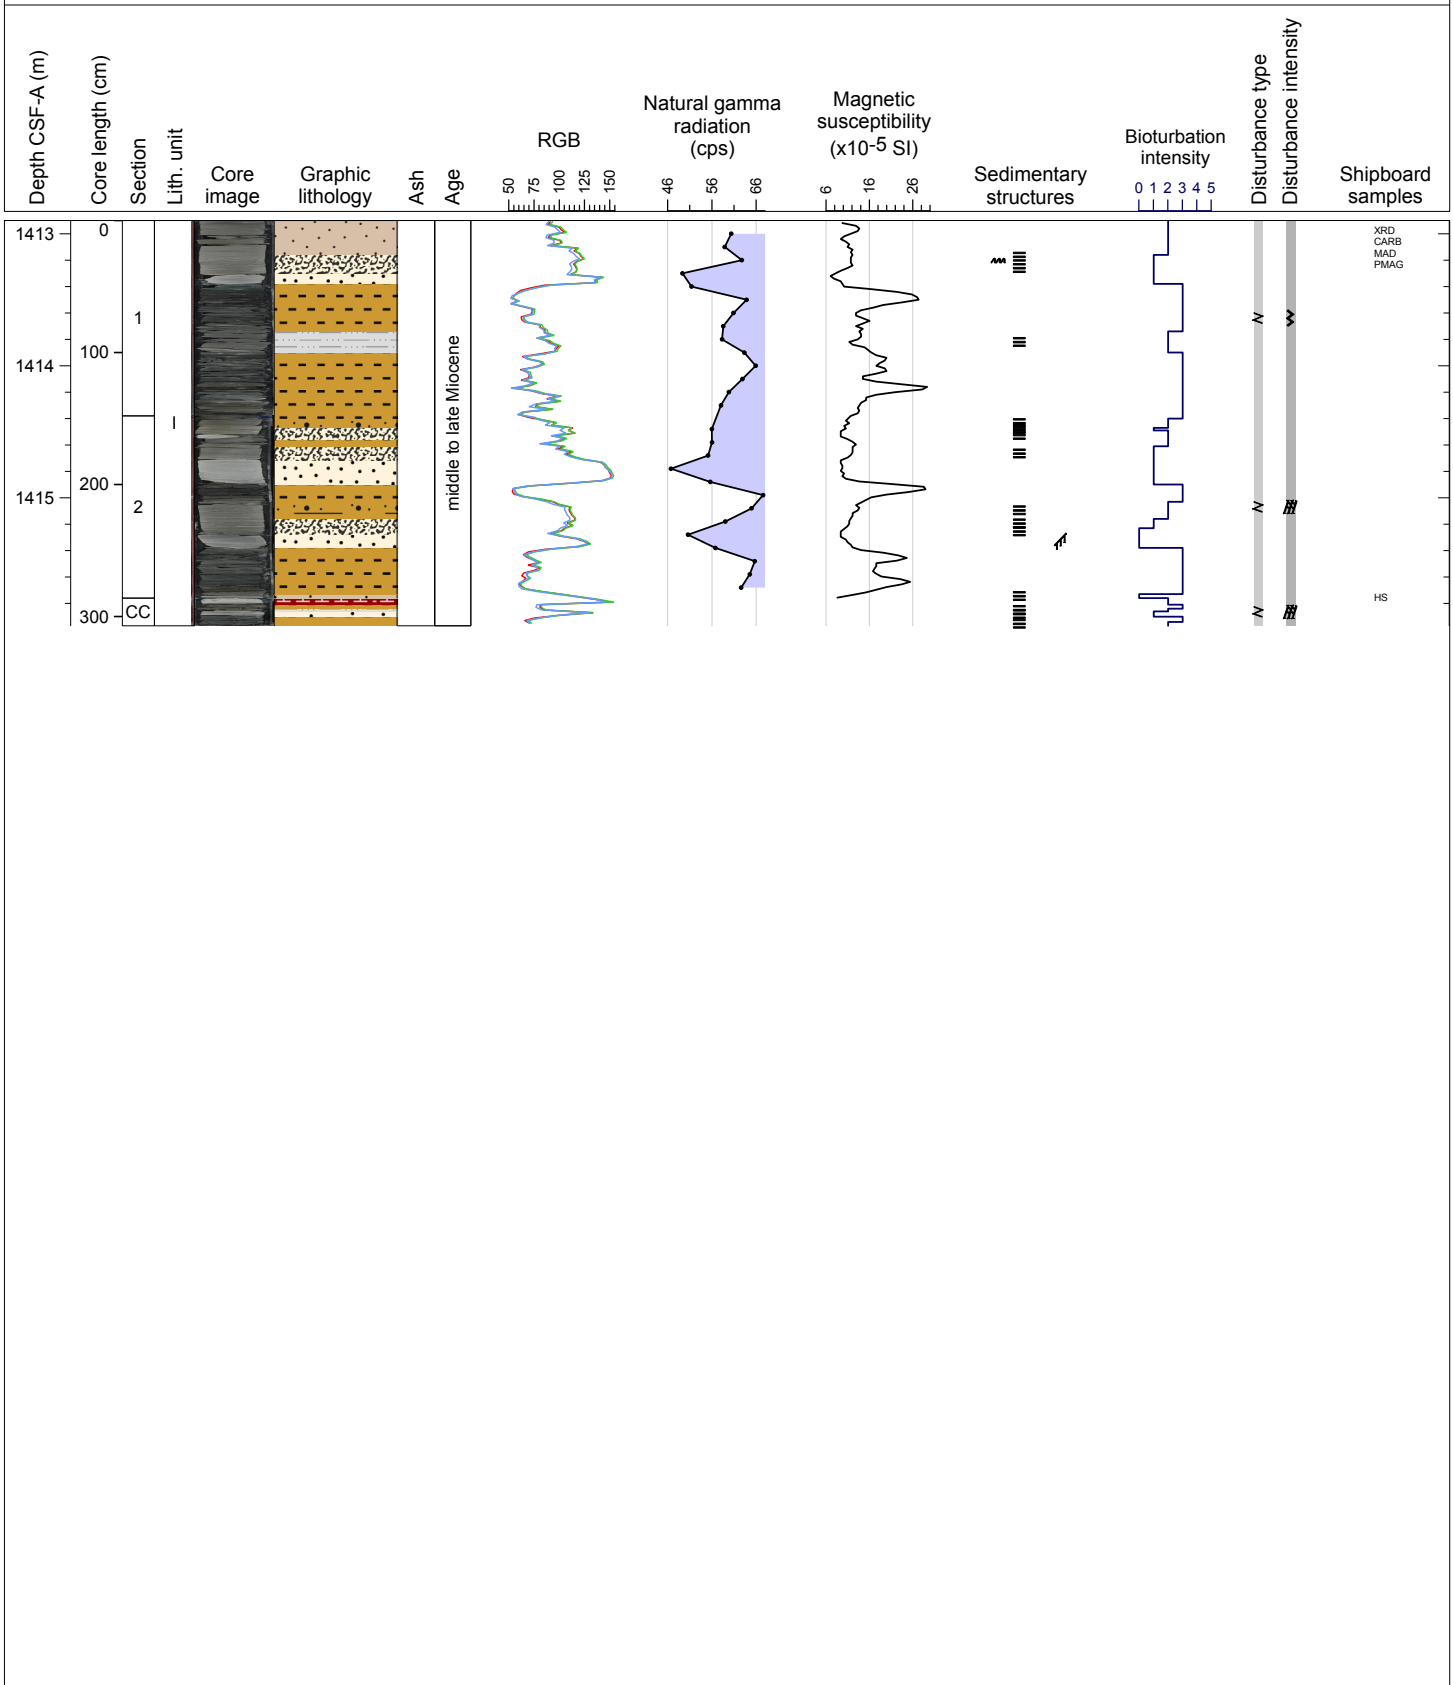 Depth CSF-A (m)
Core length (cm)
Section
Lith. unit
Core
image
Graphic
lithology
Ash
Age
RGB
50 75 100 125 150
Natural gamma
radiation
(cps)
46 56 66
Magnetic
susceptibility
(x10-5 SI)
6 16 26
Sedimentary
structures
Bioturbation
intensity
0 1 2 3 4 5
Disturbance type
Disturbance intensity
Shipboard
samples
1413
1414
1415
0
100
200
300
1
2
CC
I
middle to late Miocene
XRD
CARB
MAD
PMAG
HS